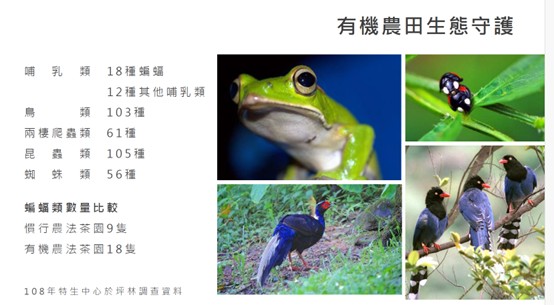 有機農田生態守護
哺乳類 18種蝙蝠
12種其他哺乳類
鳥類 103種
兩棲爬蟲類 61種
昆蟲類 105種
蜘蛛類 56種
蝙蝠類數量比較
慣行農法茶園9隻
有機農法茶園18隻
108年特生中心於坪林調查資料